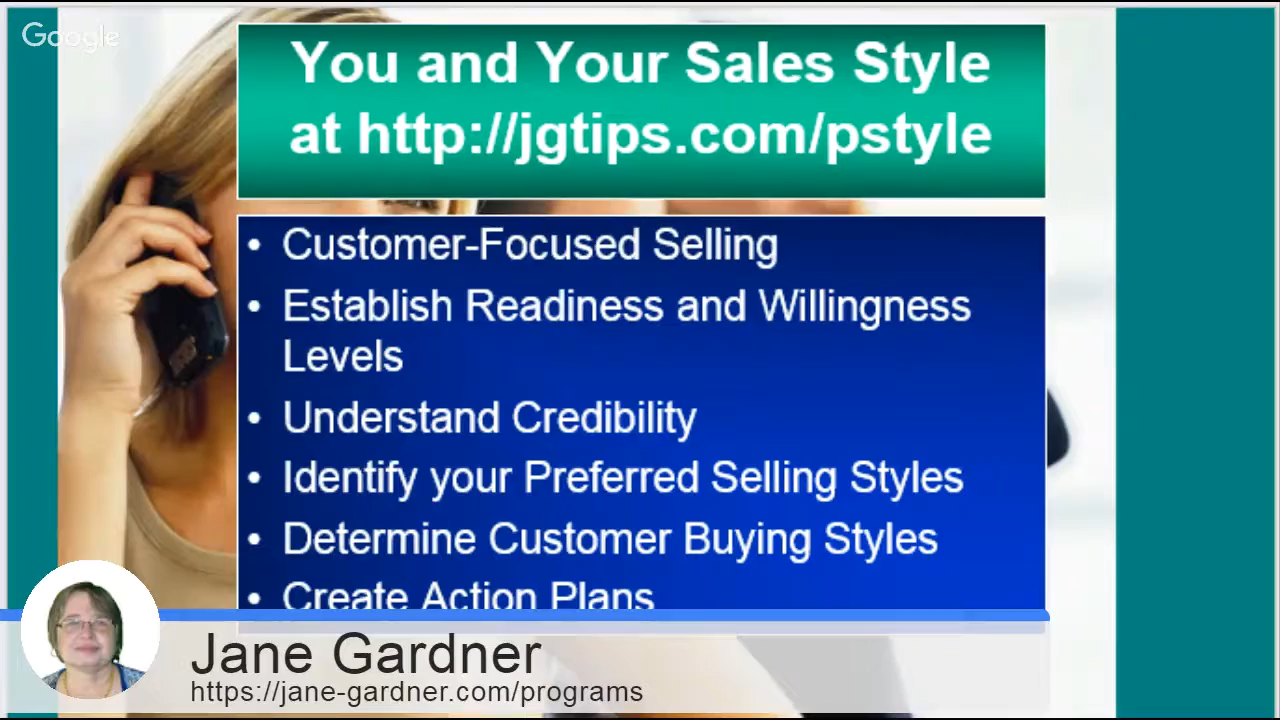 Google
You and Your Sales Style
at http://jgtips.com/pstyle
• Customer-Focused Selling
• Establish Readiness and Willingness
Levels
• Understand Credibility
• Identify your Preferred Selling Styles
• Determine Customer Buying Styles
• Create Action Plans
Jane Gardner
https://jane-gardner.com/programs